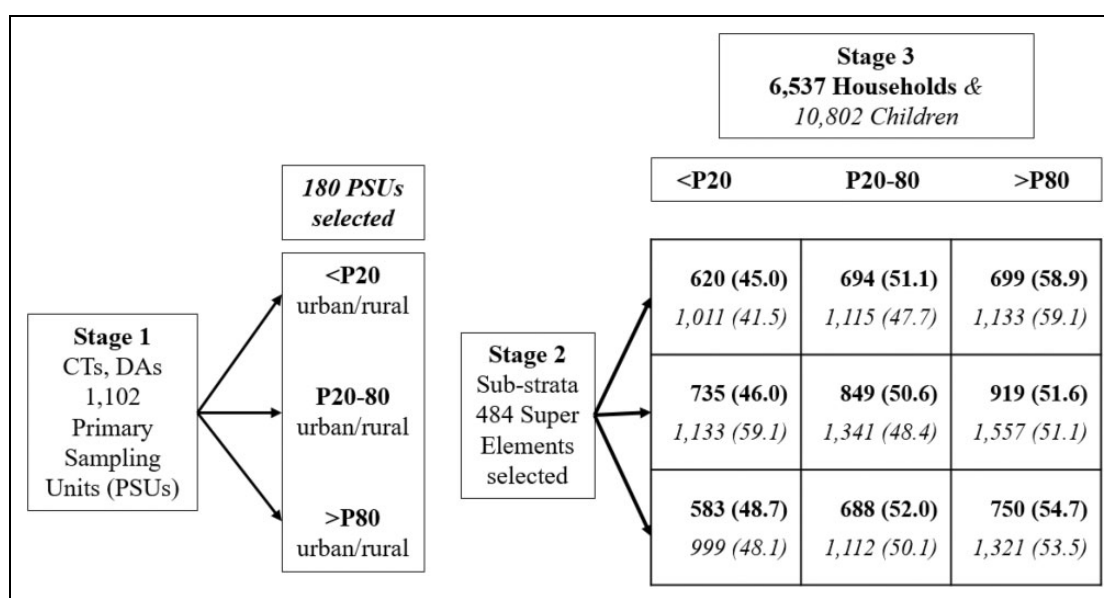 Stage 3
6,537 Households &
10,802 Children
180 PSUs
selected
<P20 P20-80 >P80
<P20
urban/rural
P20-80
urban/rural
>P80
urban/rural
Stage 1
CTs, DAs
1,102
Primary
Sampling
Units (PSUs)
Stage 2
Sub-strata
484 Super
Elements
selected
620 (45.0) 694 (51.1) 699 (58.9)
1,011 (41.5) 1,115 (47.7) 1,133 (59.1)
735 (46.0) 849 (50.6) 919 (51.6)
1,133 (59.1) 1,341 (48.4) 1,557 (51.1)
583 (48.7) 688 (52.0) 750 (54.7)
999 (48.1) 1,112 (50.1) 1,321 (53.5)